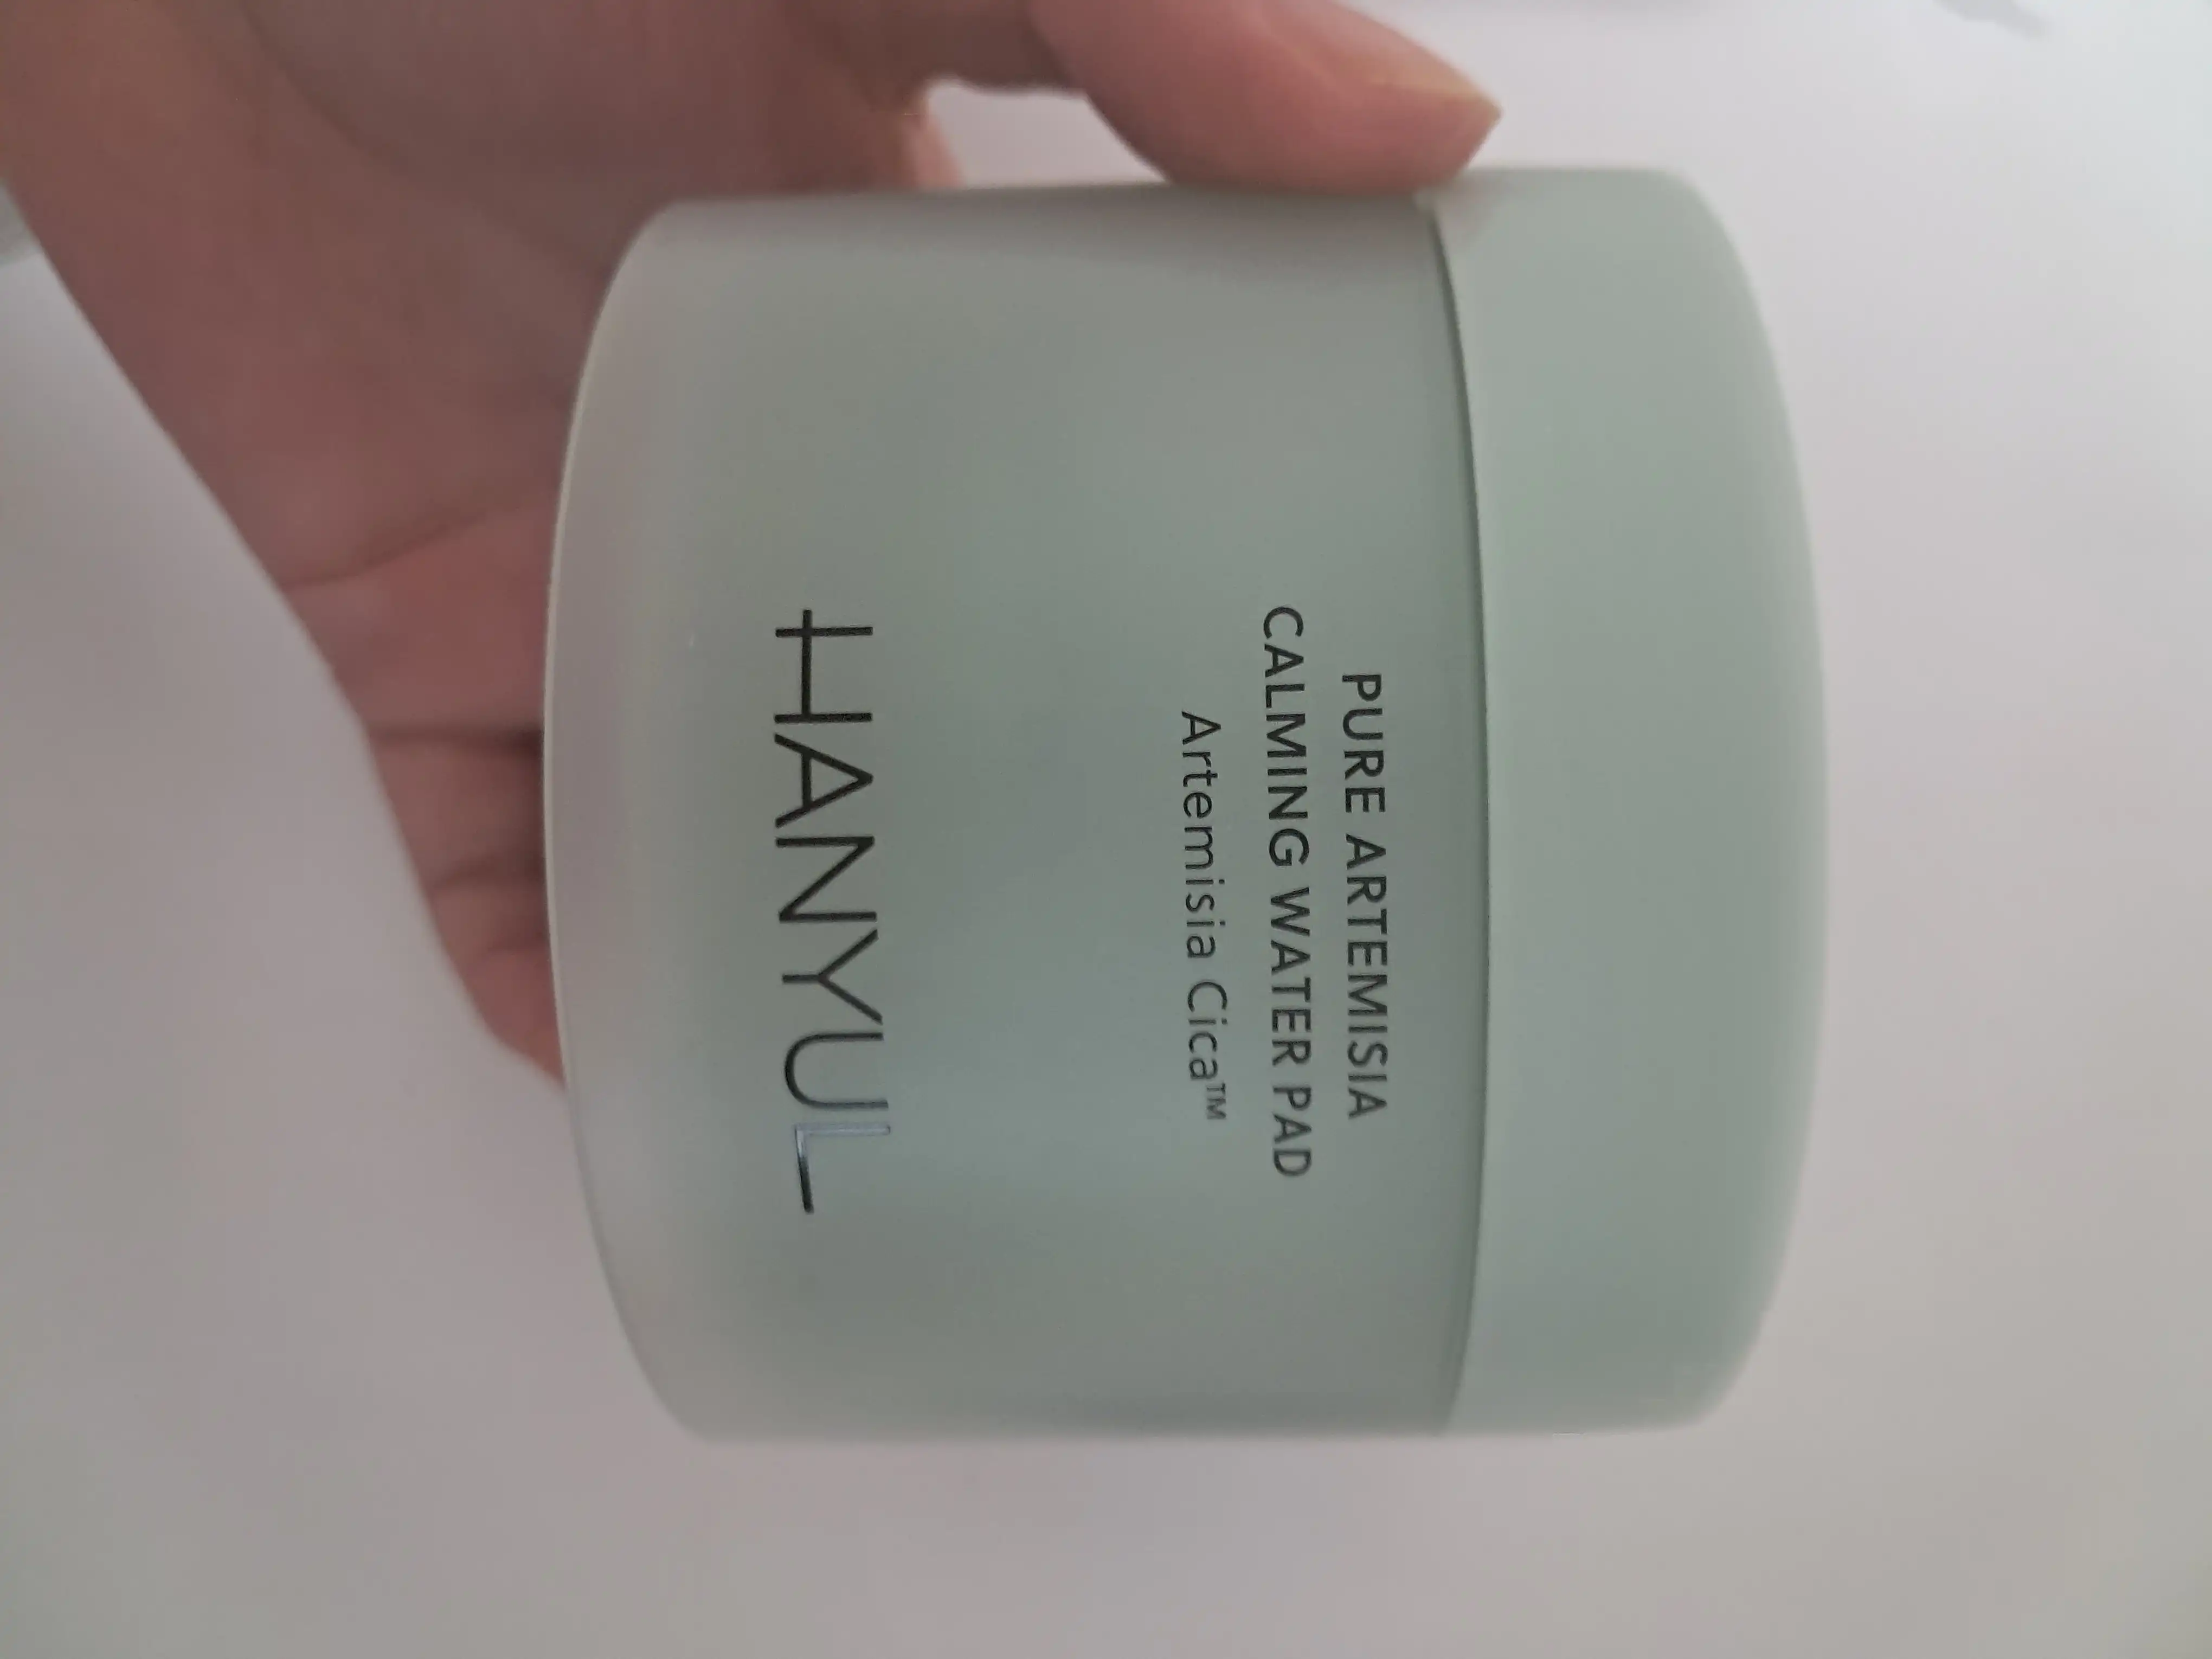 PURE ARTEMISIA
CALMING WATER PAD
Artemisia Cica™
HANYUL